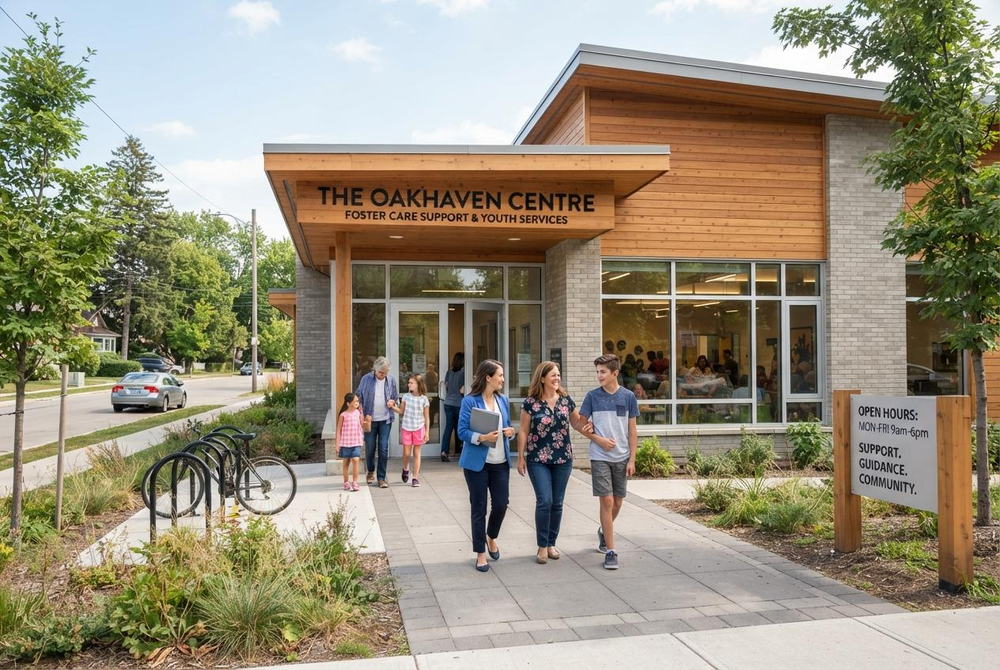 THE OAKHAVEN CENTRE
FOSTER CARE SUPPORT & YOUTH SERVICES
OPEN HOURS:
MON-FRI 9am-6pm
SUPPORT.
GUIDANCE.
COMMUNITY.